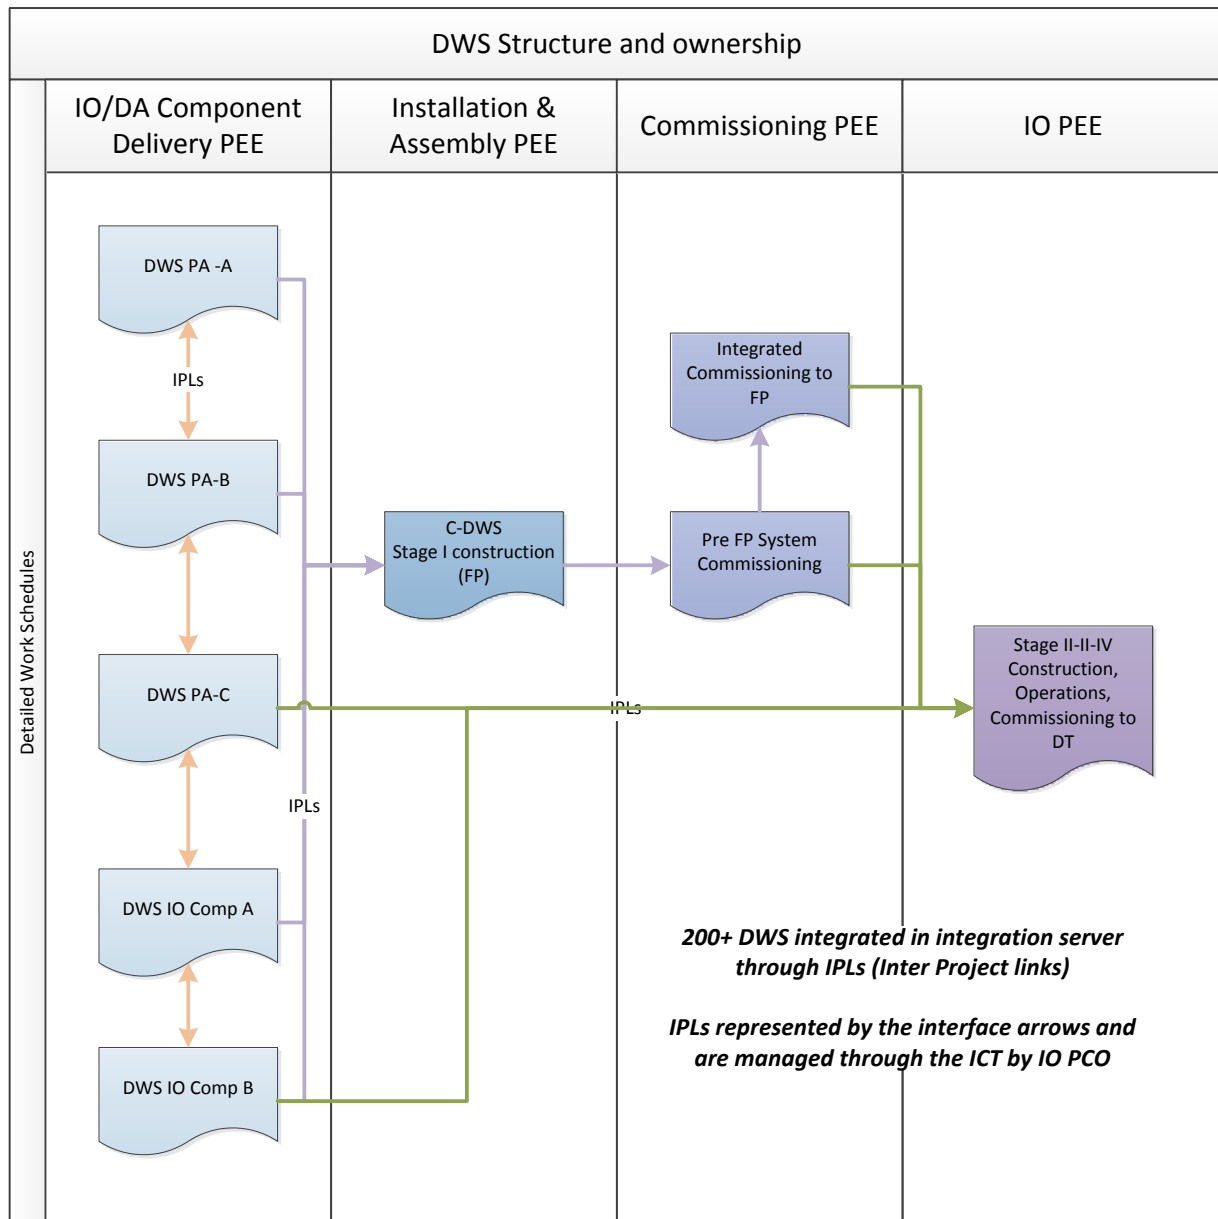 DWS Structure and ownership
IO/DA Component
Delivery PEE
Installation &
Assembly PEE
Commissioning PEE
IO PEE
Detailed Work Schedules
DWS PA -A
IPLs
DWS PA-B
DWS PA-C
IPLs
DWS IO Comp A
DWS IO Comp B
C-DWS
Stage I construction
(FP)
Integrated
Commissioning to
FP
Pre FP System
Commissioning
IPLs
Stage II-II-IV
Construction,
Operations,
Commissioning to
DT
200+ DWS integrated in integration server
through IPLs (Inter Project links)
IPLs represented by the interface arrows and
are managed through the ICT by IO PCO